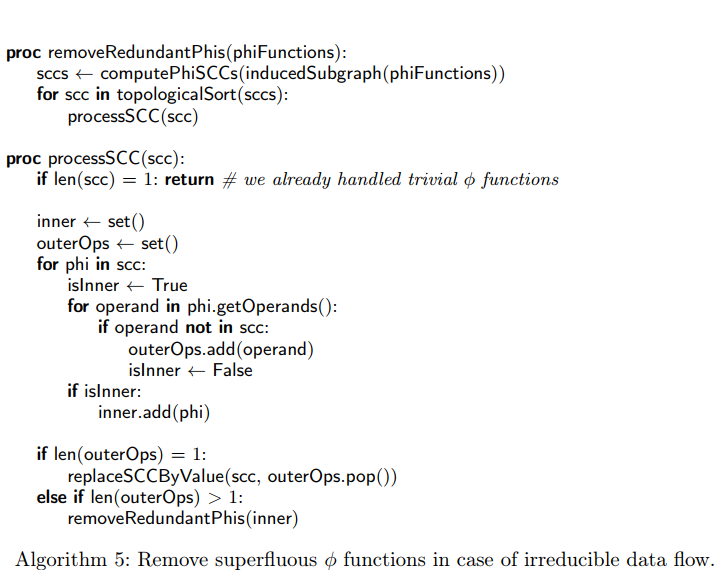 proc removeRedundantPhis(phiFunctions):
sccs ← computePhiSCCs(inducedSubgraph(phiFunctions))
for scc in topologicalSort(sccs):
processSCC(scc)
proc processSCC(scc):
if len(scc) = 1: return # we already handled trivial ϕ functions
inner ← set()
outerOps ← set()
for phi in scc:
isInner ← True
for operand in phi.getOperands():
if operand not in scc:
outerOps.add(operand)
isInner ← False
if isInner:
inner.add(phi)
if len(outerOps) = 1:
replaceSCCByValue(scc, outerOps.pop())
else if len(outerOps) > 1:
removeRedundantPhis(inner)
Algorithm 5: Remove superfluous ϕ functions in case of irreducible data flow.